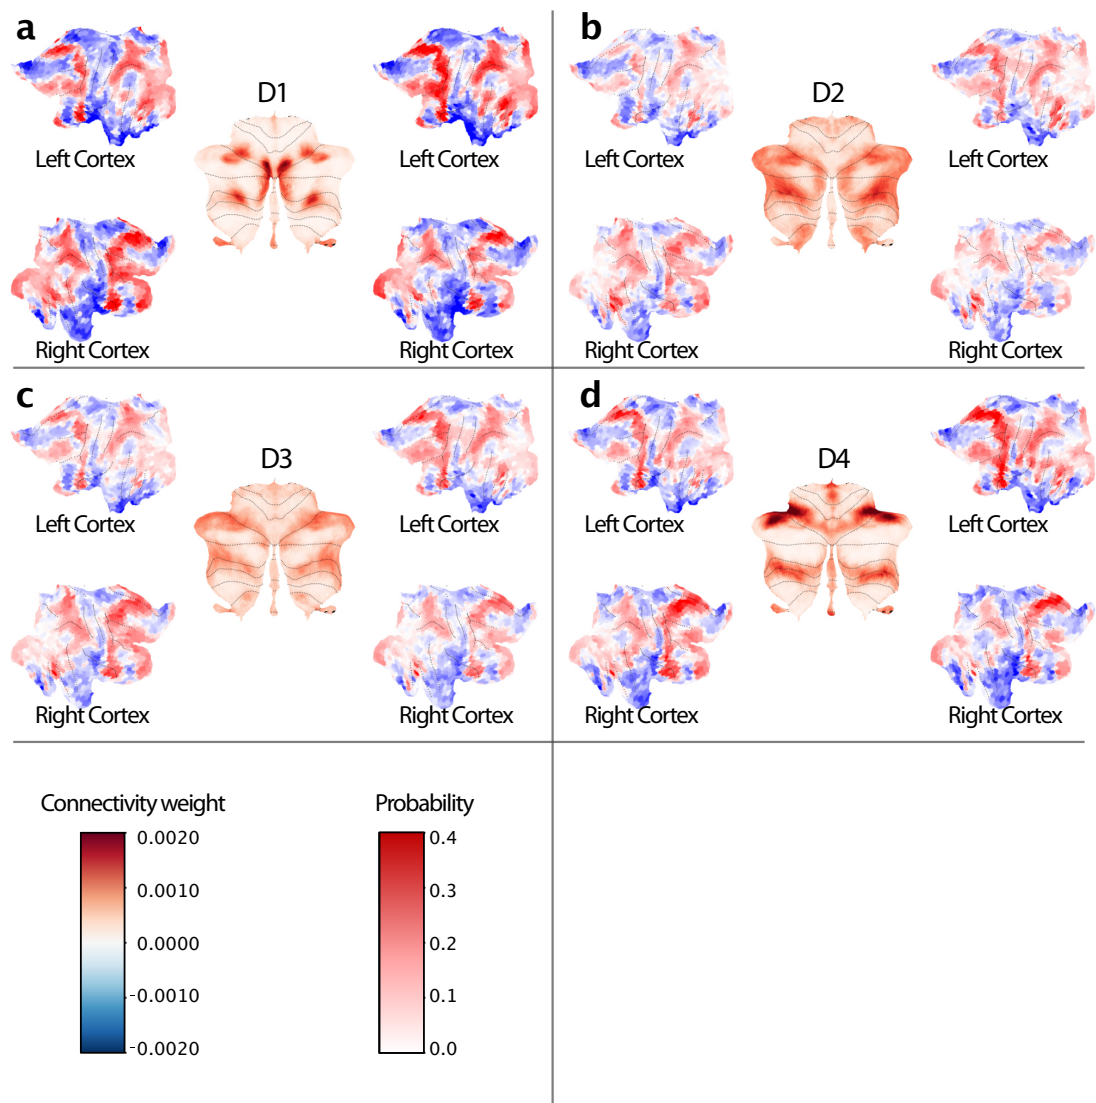 a
D1
Left Cortex
Left Cortex
Right Cortex
Right Cortex
b
D2
Left Cortex
Left Cortex
Right Cortex
Right Cortex
c
D3
Left Cortex
Left Cortex
Right Cortex
Right Cortex
d
D4
Left Cortex
Left Cortex
Right Cortex
Right Cortex
Connectivity weight
0.0020
0.0010
0.0000
-0.0010
-0.0020
Probability
0.4
0.3
0.2
0.1
0.0